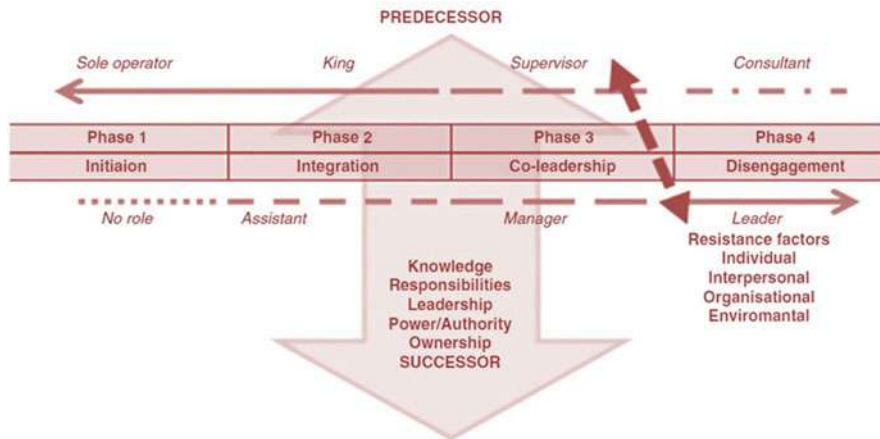 PREDECESSOR
Sole operator King Supervisor Consultant
Phase 1 Phase 2 Phase 3 Phase 4
Initiaion Integration Co-leadership Disengagement
No role Assistant Manager Leader
Resistance factors
Individual
Interpersonal
Organisational
Enviromantal
Knowledge
Responsibilities
Leadership
Power/Authority
Ownership
SUCCESSOR